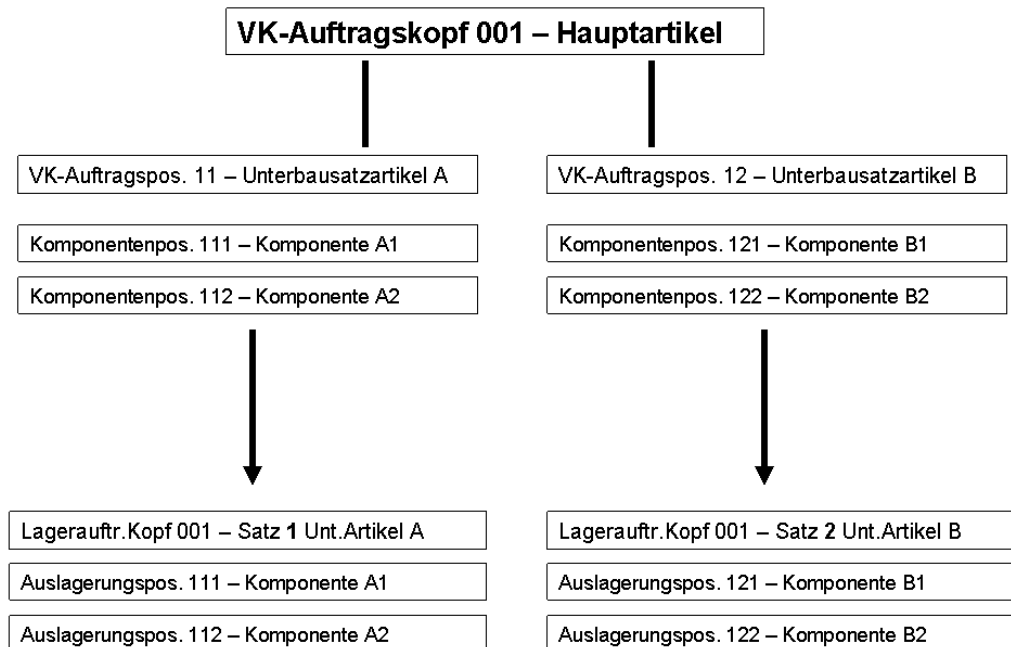 VK-Auftragskopf 001 – Hauptartikel
VK-Auftragspos. 11 – Unterbausatzartikel A
Komponentenpos. 111 – Komponente A1
Komponentenpos. 112 – Komponente A2
VK-Auftragspos. 12 – Unterbausatzartikel B
Komponentenpos. 121 – Komponente B1
Komponentenpos. 122 – Komponente B2
Lagerauftr.Kopf 001 – Satz 1 Unt.Artikel A
Auslagerungspos. 111 – Komponente A1
Auslagerungspos. 112 – Komponente A2
Lagerauftr.Kopf 001 – Satz 2 Unt.Artikel B
Auslagerungspos. 121 – Komponente B1
Auslagerungspos. 122 – Komponente B2